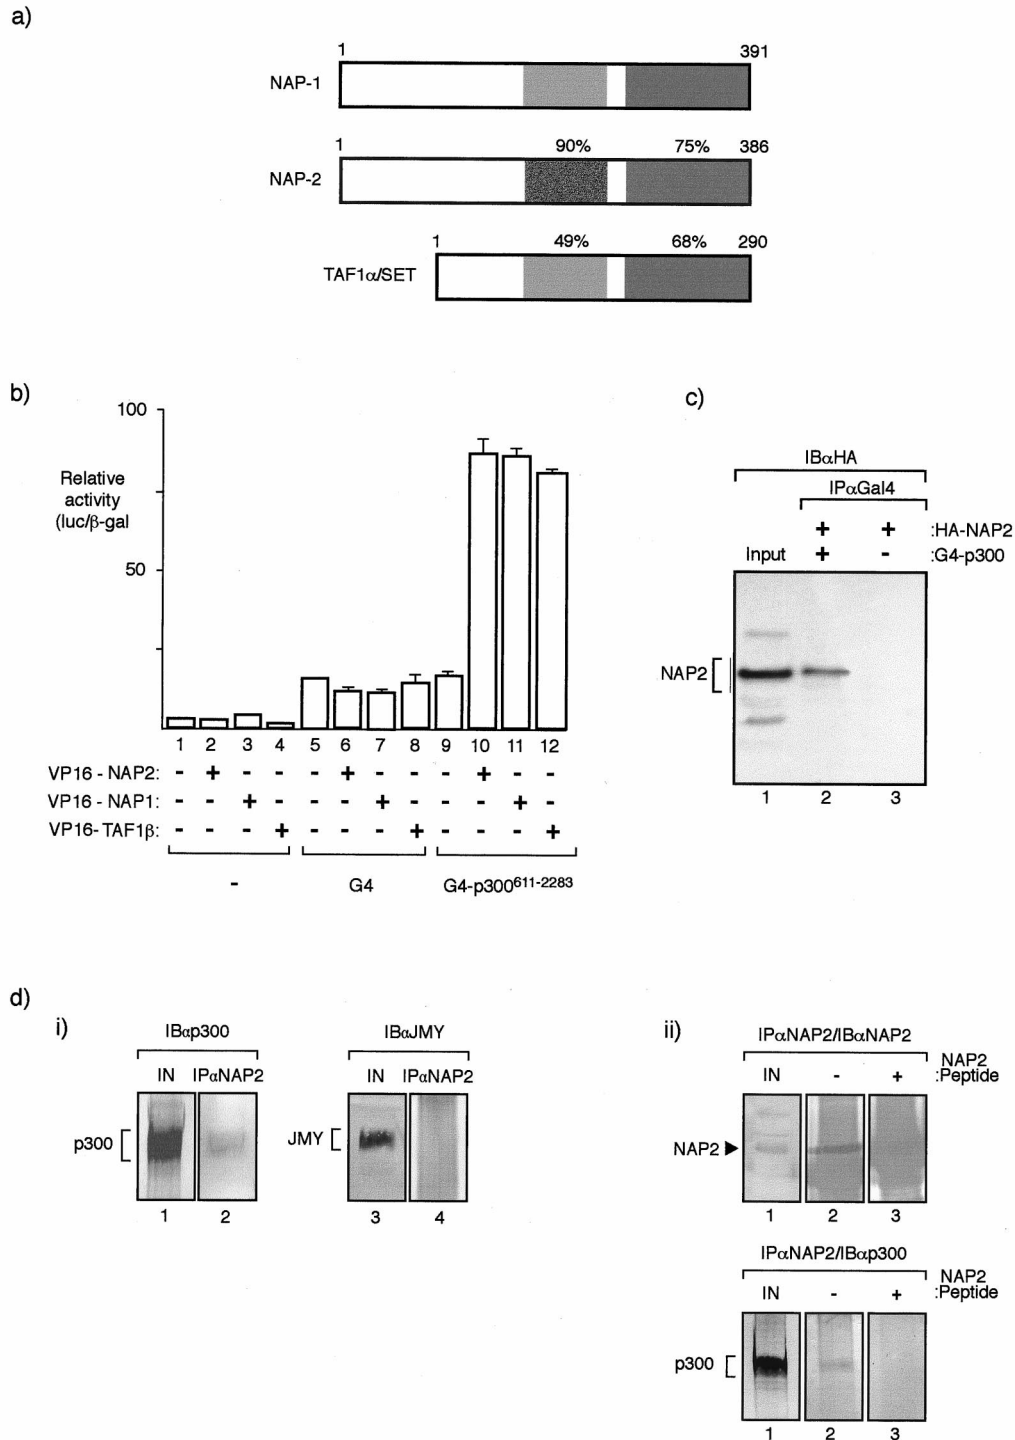 a)
1 391
NAP-1
1 90% 75% 386
NAP-2
1 49% 68% 290
TAF1α/SET
b)
100
Relative
activity
(luc/β-gal
50
1 2 3 4 5 6 7 8 9 10 11 12
VP16 - NAP2: - + - - - + - - - + - -
VP16 - NAP1: - - + - - - + - - - + -
VP16- TAF1β: - - - + - - - + - - - +
- G4 G4-p300611-2283
c)
IBαHA
IPαGal4
+ + :HA-NAP2
Input + - :G4-p300
NAP2
1 2 3
d)
i)
IBαp300
IN IPαNAP2
p300
1 2
IBαJMY
IN IPαNAP2
JMY
3 4
ii)
IPαNAP2/IBαNAP2
NAP2
IN - + :Peptide
NAP2
1 2 3
IPαNAP2/IBαp300
NAP2
IN - + :Peptide
p300
1 2 3